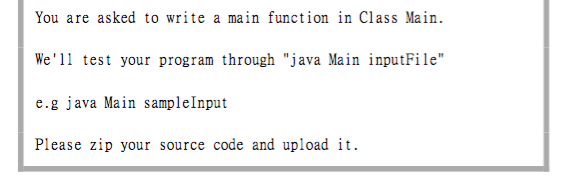 You are asked to write a main function in Class Main.
We'll test your program through "java Main inputFile"
e.g java Main sampleInput
Please zip your source code and upload it.